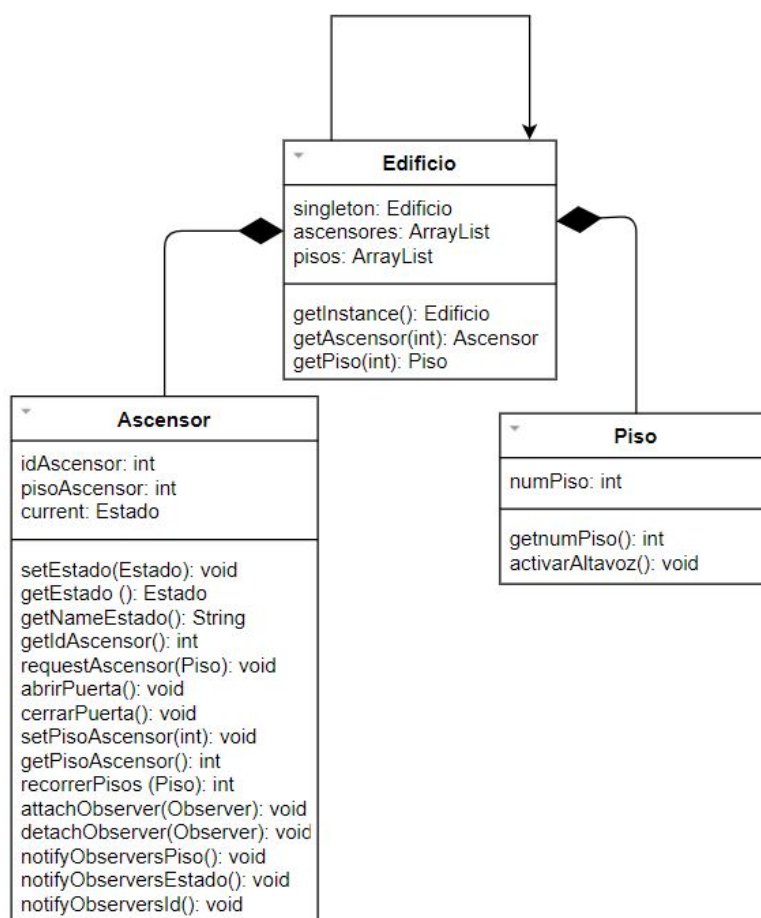 Edificio
singleton: Edificio
ascensores: ArrayList
pisos: ArrayList
getInstance(): Edificio
getAscensor(int): Ascensor
getPiso(int): Piso
Ascensor
idAscensor: int
pisoAscensor: int
current: Estado
setEstado(Estado): void
getEstado (): Estado
getNameEstado(): String
getIdAscensor(): int
requestAscensor(Piso): void
abrirPuerta(): void
cerrarPuerta(): void
setPisoAscensor(int): void
getPisoAscensor(): int
recorrerPisos (Piso): int
attachObserver(Observer): void
detachObserver(Observer): void
notifyObserversPiso(): void
notifyObserversEstado(): void
notifyObserversId(): void
Piso
numPiso: int
getnumPiso(): int
activarAltavoz(): void